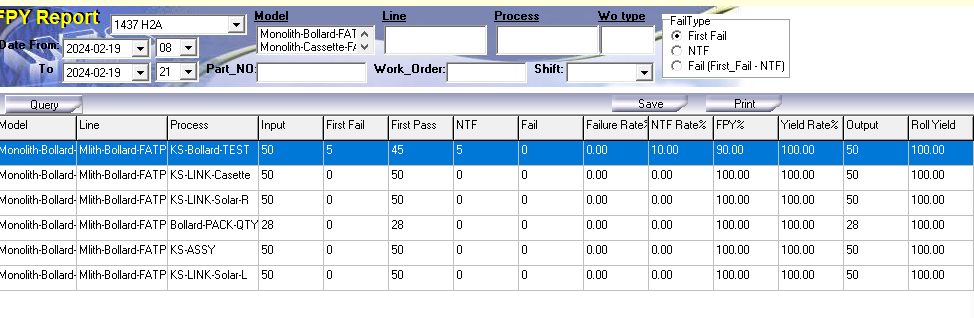 FPY Report
1437 H2A
Model
Line
Process
Wo type
Monolith-Bollard-FAT
Monolith-Cassette-FA
FailType
First Fail
NTF
Fail (First_Fail - NTF)
Date From: 2024-02-19 08
To 2024-02-19 21 Part_NO: Work_Order: Shift:
Query Save Print
Model Line Process Input First Fail First Pass NTF Fail Failure Rate% NTF Rate% FPY% Yield Rate% Output Roll Yield
Monolith-Bollard- Mlith-Bollard-FATP KS-Bollard-TEST 50 5 45 5 0 0.00 10.00 90.00 100.00 50 100.00
Monolith-Bollard- Mlith-Bollard-FATP KS-LINK-Casette 50 0 50 0 0 0.00 0.00 100.00 100.00 50 100.00
Monolith-Bollard- Mlith-Bollard-FATP KS-LINK-Solar-R 50 0 50 0 0 0.00 0.00 100.00 100.00 50 100.00
Monolith-Bollard- Mlith-Bollard-FATP Bollard-PACK-QTY 28 0 28 0 0 0.00 0.00 100.00 100.00 28 100.00
Monolith-Bollard- Mlith-Bollard-FATP KS-ASSY 50 0 50 0 0 0.00 0.00 100.00 100.00 50 100.00
Monolith-Bollard- Mlith-Bollard-FATP KS-LINK-Solar-L 50 0 50 0 0 0.00 0.00 100.00 100.00 50 100.00